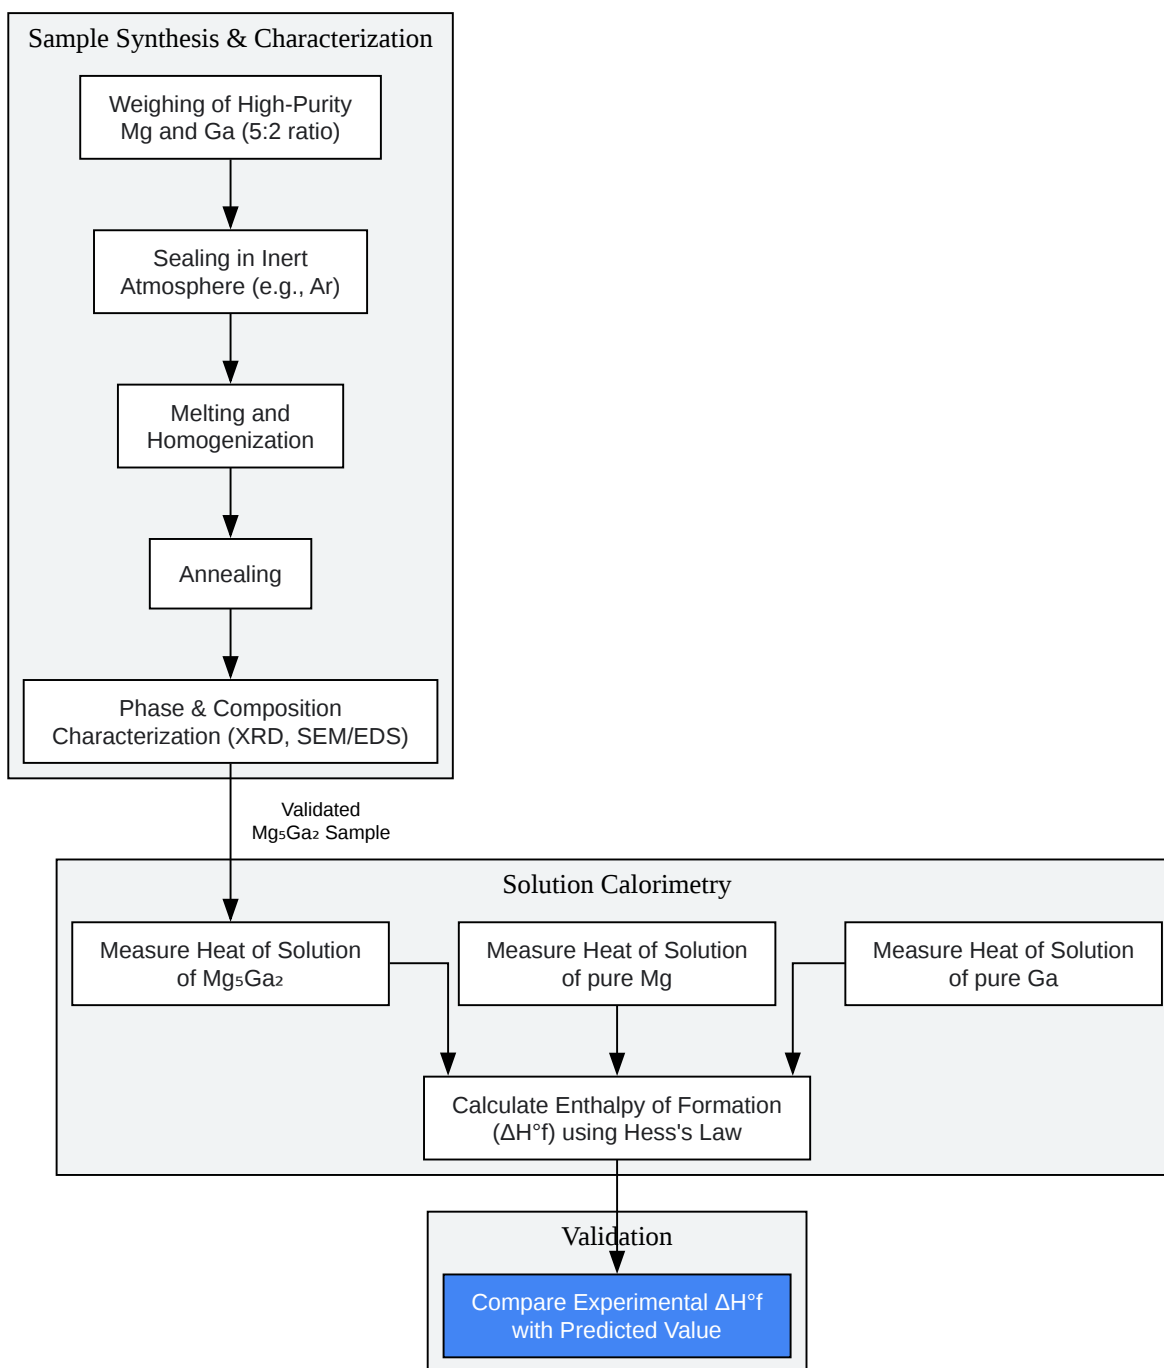 Sample Synthesis & Characterization
Weighing of High-Purity
Mg and Ga (5:2 ratio)
Sealing in Inert
Atmosphere (e.g., Ar)
Melting and
Homogenization
Annealing
Phase & Composition
Characterization (XRD, SEM/EDS)
Validated
Mg₅Ga₂ Sample
Solution Calorimetry
Measure Heat of Solution
of Mg₅Ga₂
Measure Heat of Solution
of pure Mg
Measure Heat of Solution
of pure Ga
Calculate Enthalpy of Formation
(ΔH°f) using Hess's Law
Validation
Compare Experimental ΔH°f
with Predicted Value